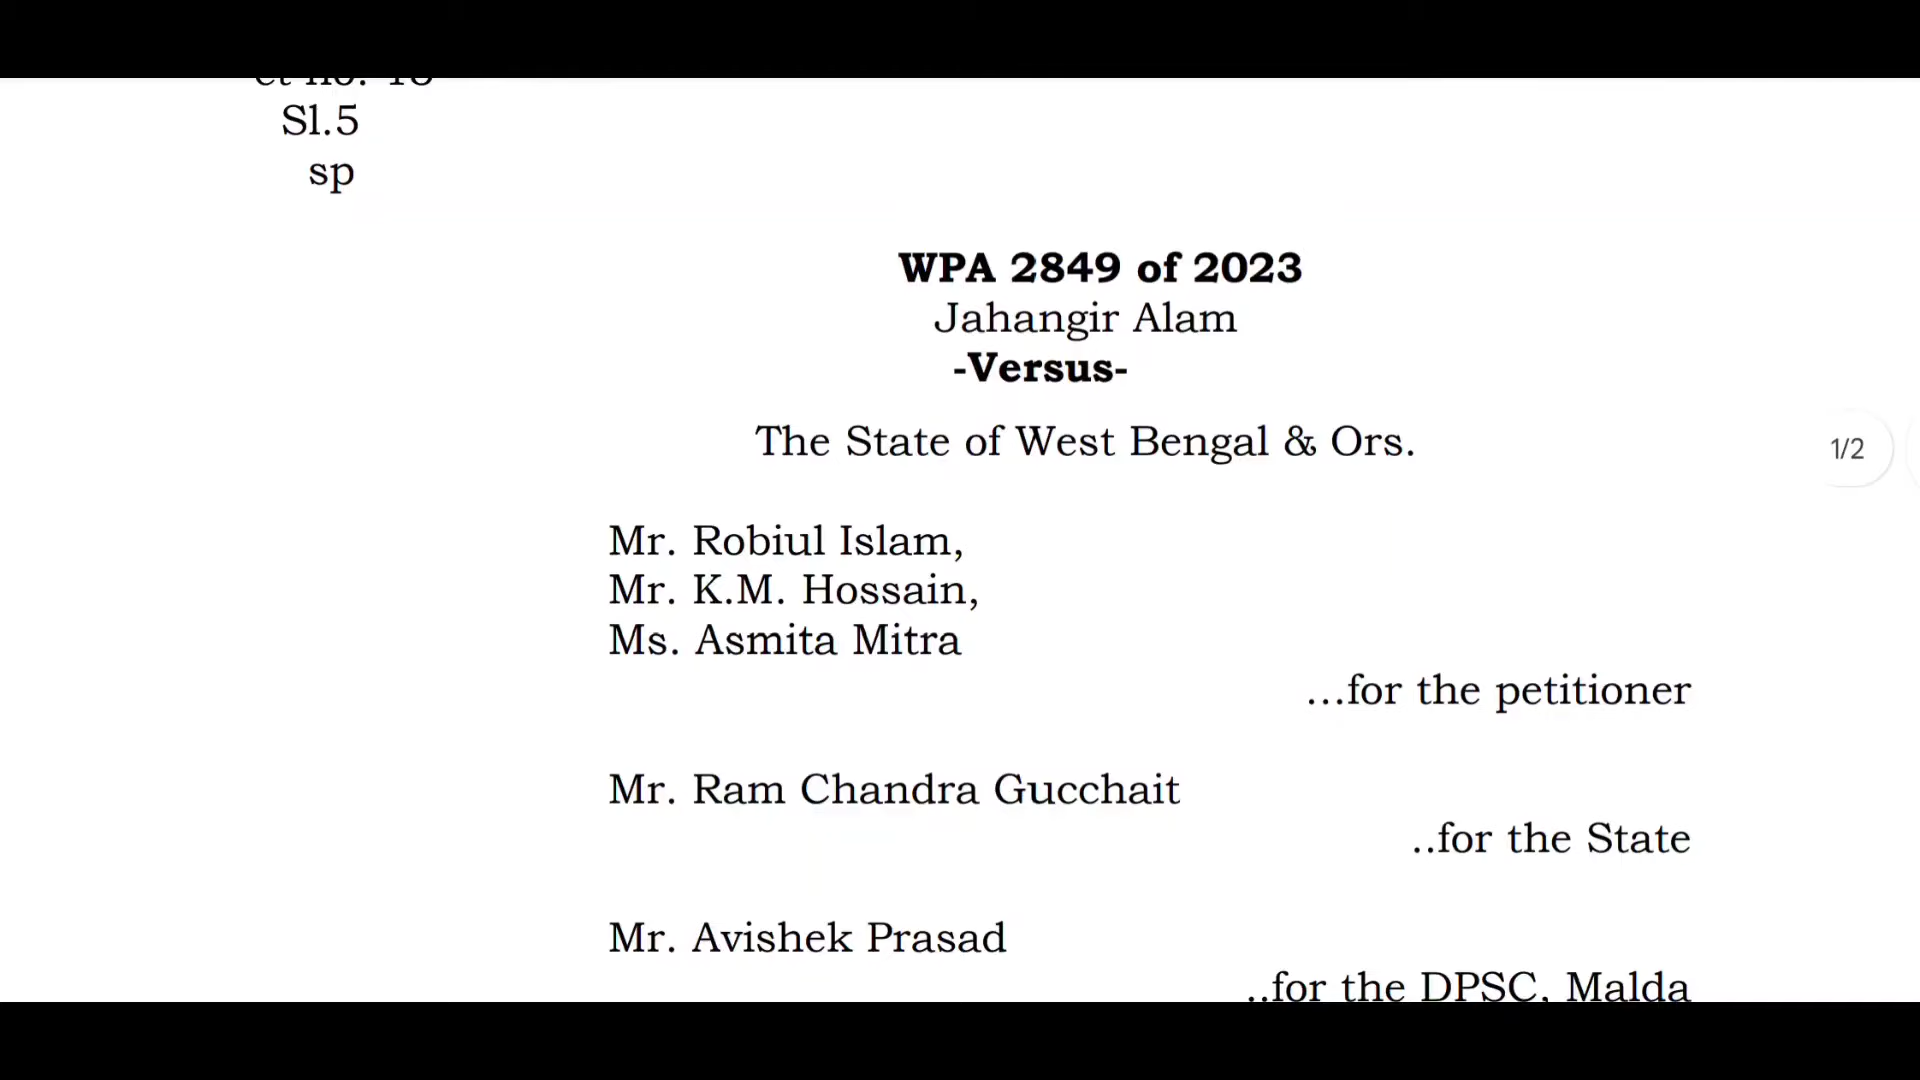 Sl.5
sp
WPA 2849 of 2023
Jahangir Alam
-Versus-
The State of West Bengal & Ors.
1/2
Mr. Robiul Islam,
Mr. K.M. Hossain,
Ms. Asmita Mitra
...for the petitioner
Mr. Ram Chandra Gucchait
..for the State
Mr. Avishek Prasad
..for the DPSC, Malda